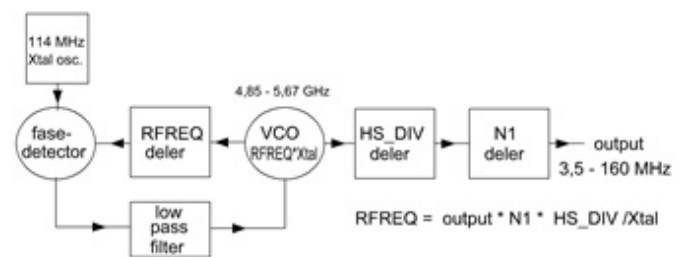 114 MHz
Xtal osc.
4,85 - 5,67 GHz
fase-
detector
RFREQ
deler
VCO
RFREQ*Xtal
HS_DIV
deler
N1
deler
output
3,5 - 160 MHz
low
pass
filter
RFREQ = output * N1 * HS_DIV /Xtal